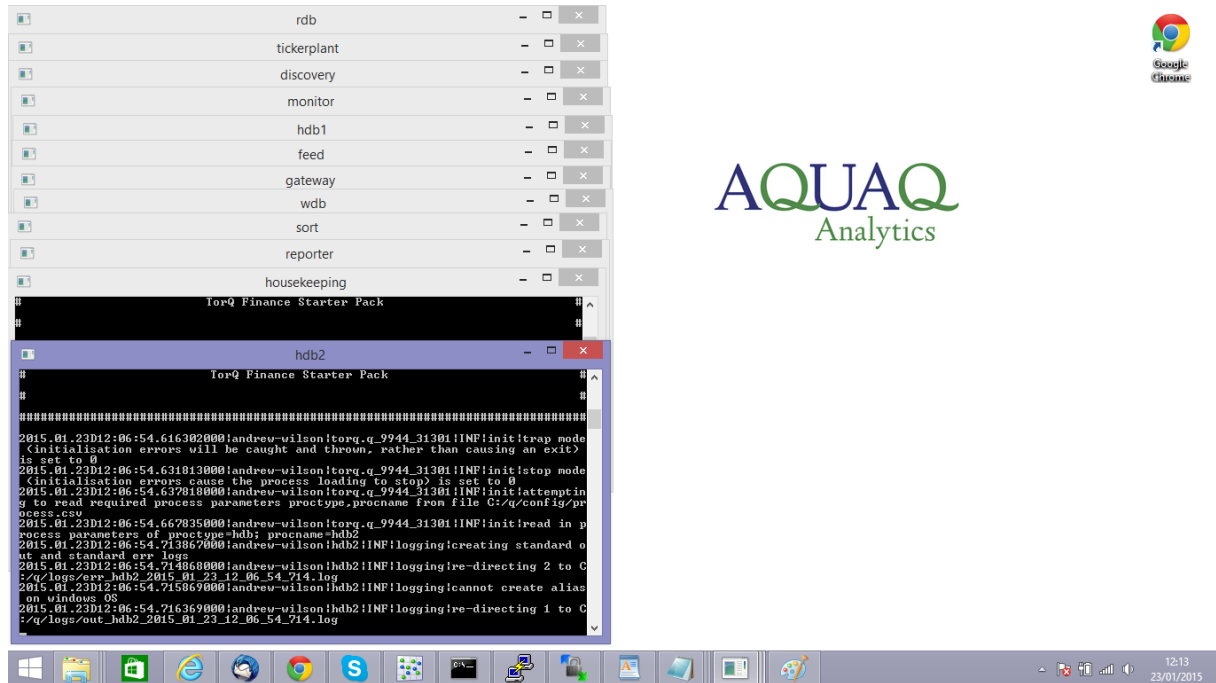 rdb
tickerplant
discovery
monitor
hdb1
feed
gateway
wdb
sort
reporter
housekeeping
# TorQ Finance Starter Pack #
# #
hdb2
# TorQ Finance Starter Pack #
# #
################################################################################
2015.01.23D12:06:54.616302000|andrew-wilson|torq.q_9944_31301|INF|init|trap mode
(initialisation errors will be caught and thrown, rather than causing an exit)
is set to 0
2015.01.23D12:06:54.631813000|andrew-wilson|torq.q_9944_31301|INF|init|stop mode
(initialisation errors cause the process loading to stop) is set to 0
2015.01.23D12:06:54.637818000|andrew-wilson|torq.q_9944_31301|INF|init|attemptin
g to read required process parameters proctype,procname from file C:/q/config/pr
ocess.csv
2015.01.23D12:06:54.667835000|andrew-wilson|torq.q_9944_31301|INF|init|read in p
rocess parameters of proctype=hdb; procname=hdb2
2015.01.23D12:06:54.713867000|andrew-wilson|hdb2|INF|logging|creating standard o
ut and standard err logs
2015.01.23D12:06:54.714868000|andrew-wilson|hdb2|INF|logging|re-directing 2 to C
:/q/logs/err_hdb2_2015_01_23_12_06_54_714.log
2015.01.23D12:06:54.715869000|andrew-wilson|hdb2|INF|logging|cannot create alias
on windows OS
2015.01.23D12:06:54.716369000|andrew-wilson|hdb2|INF|logging|re-directing 1 to C
:/q/logs/out_hdb2_2015_01_23_12_06_54_714.log
Google
Chrome
AQUAQ
Analytics
12:13
23/01/2015